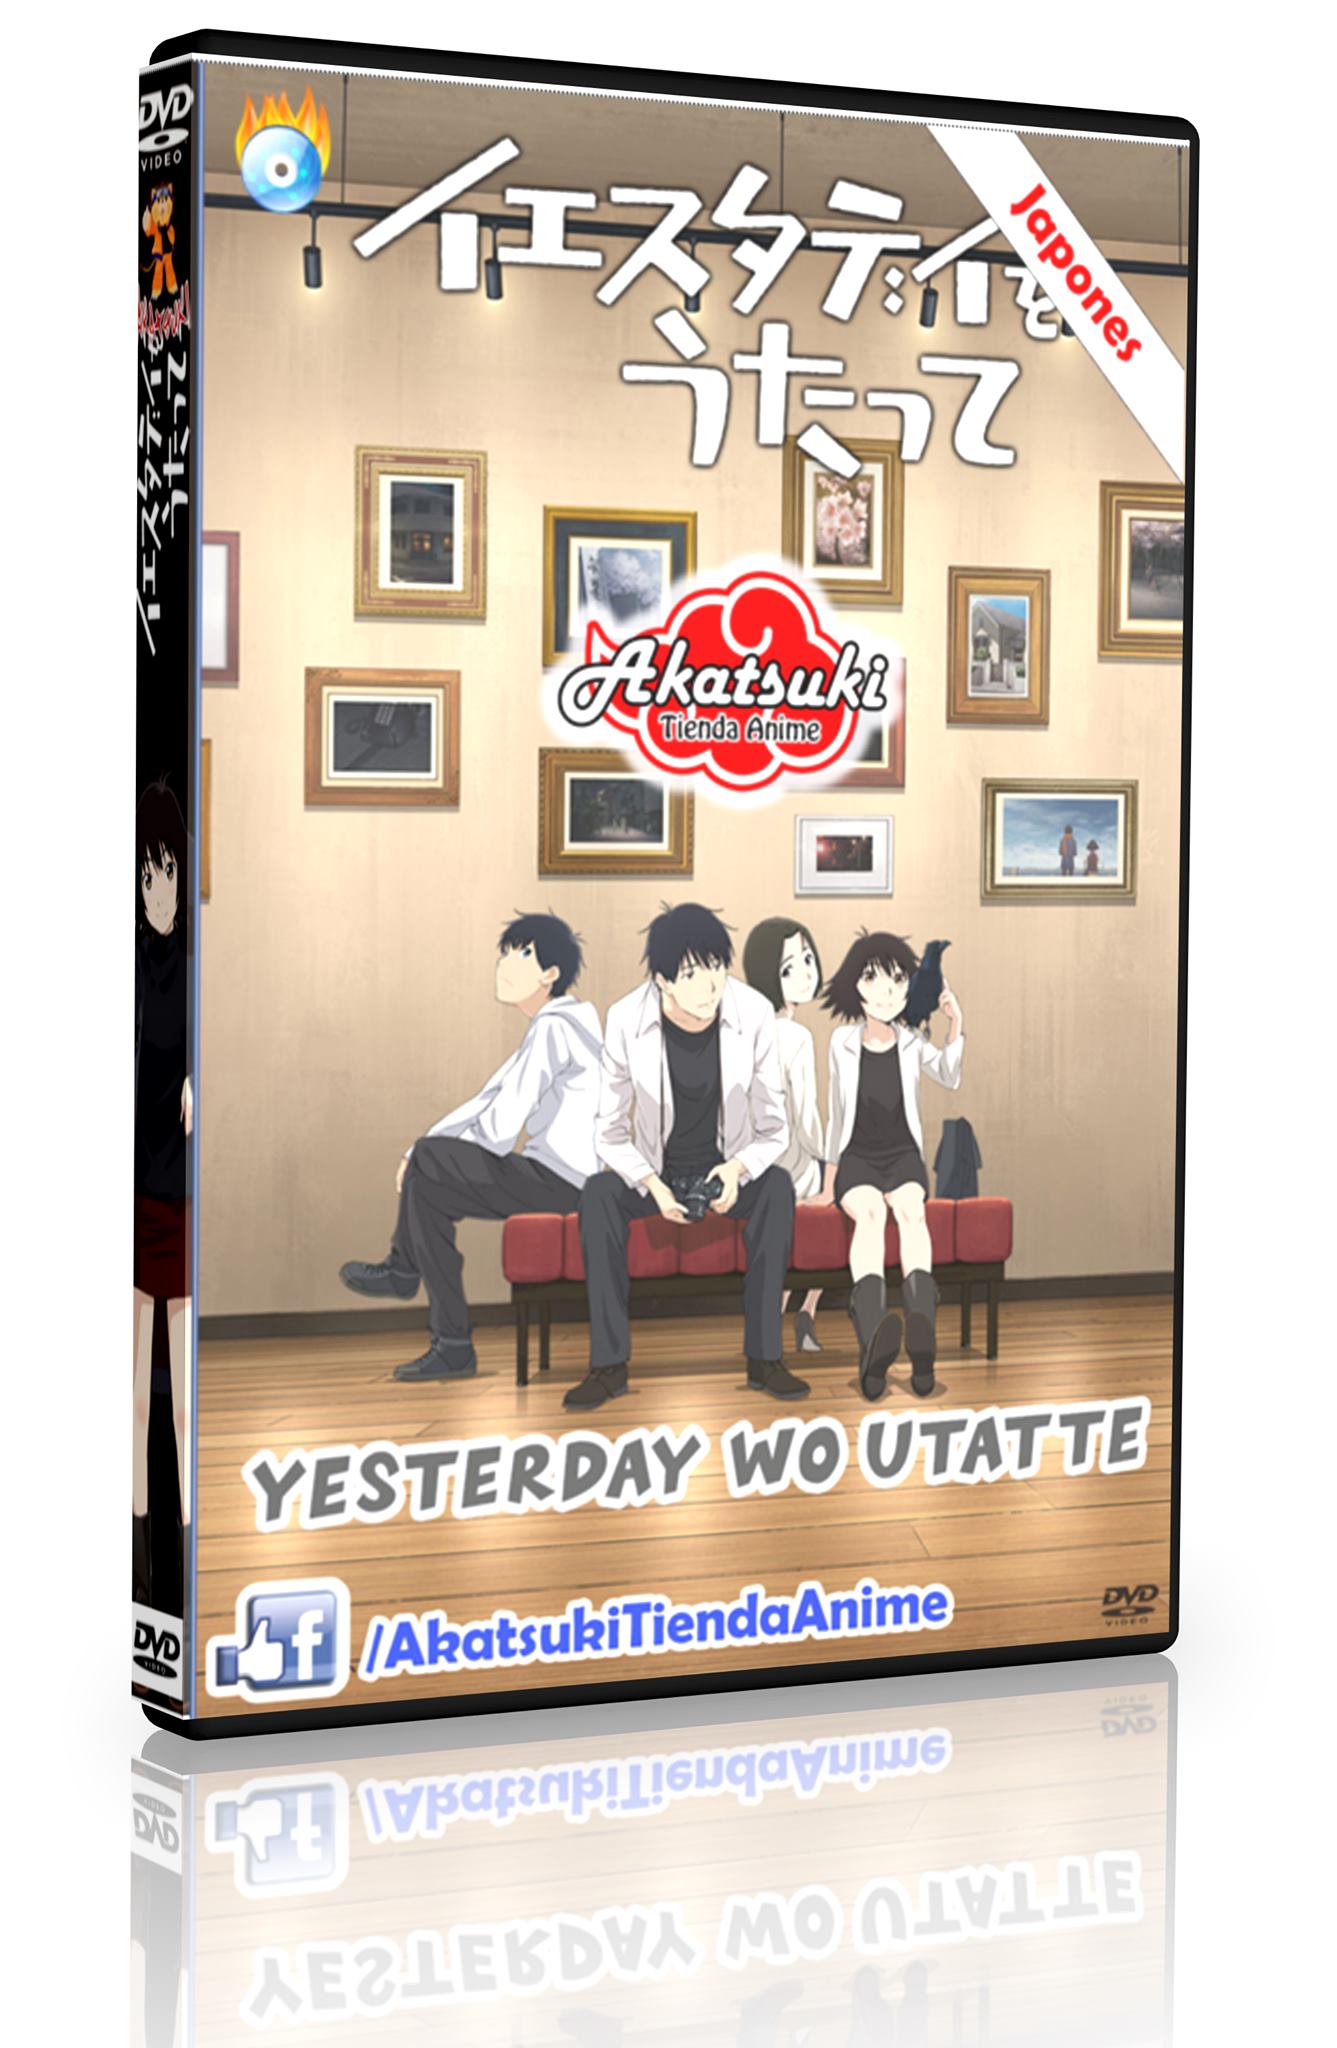 DVD
VIDEO
イエスタデイを
うたって
Japones
イエスタデイを
うたって
Akatsuki
Tienda Anime
YESTERDAY WO UTATTE
f /AkatsukiTiendaAnime
DVD
VIDEO
DVD
VIDEO